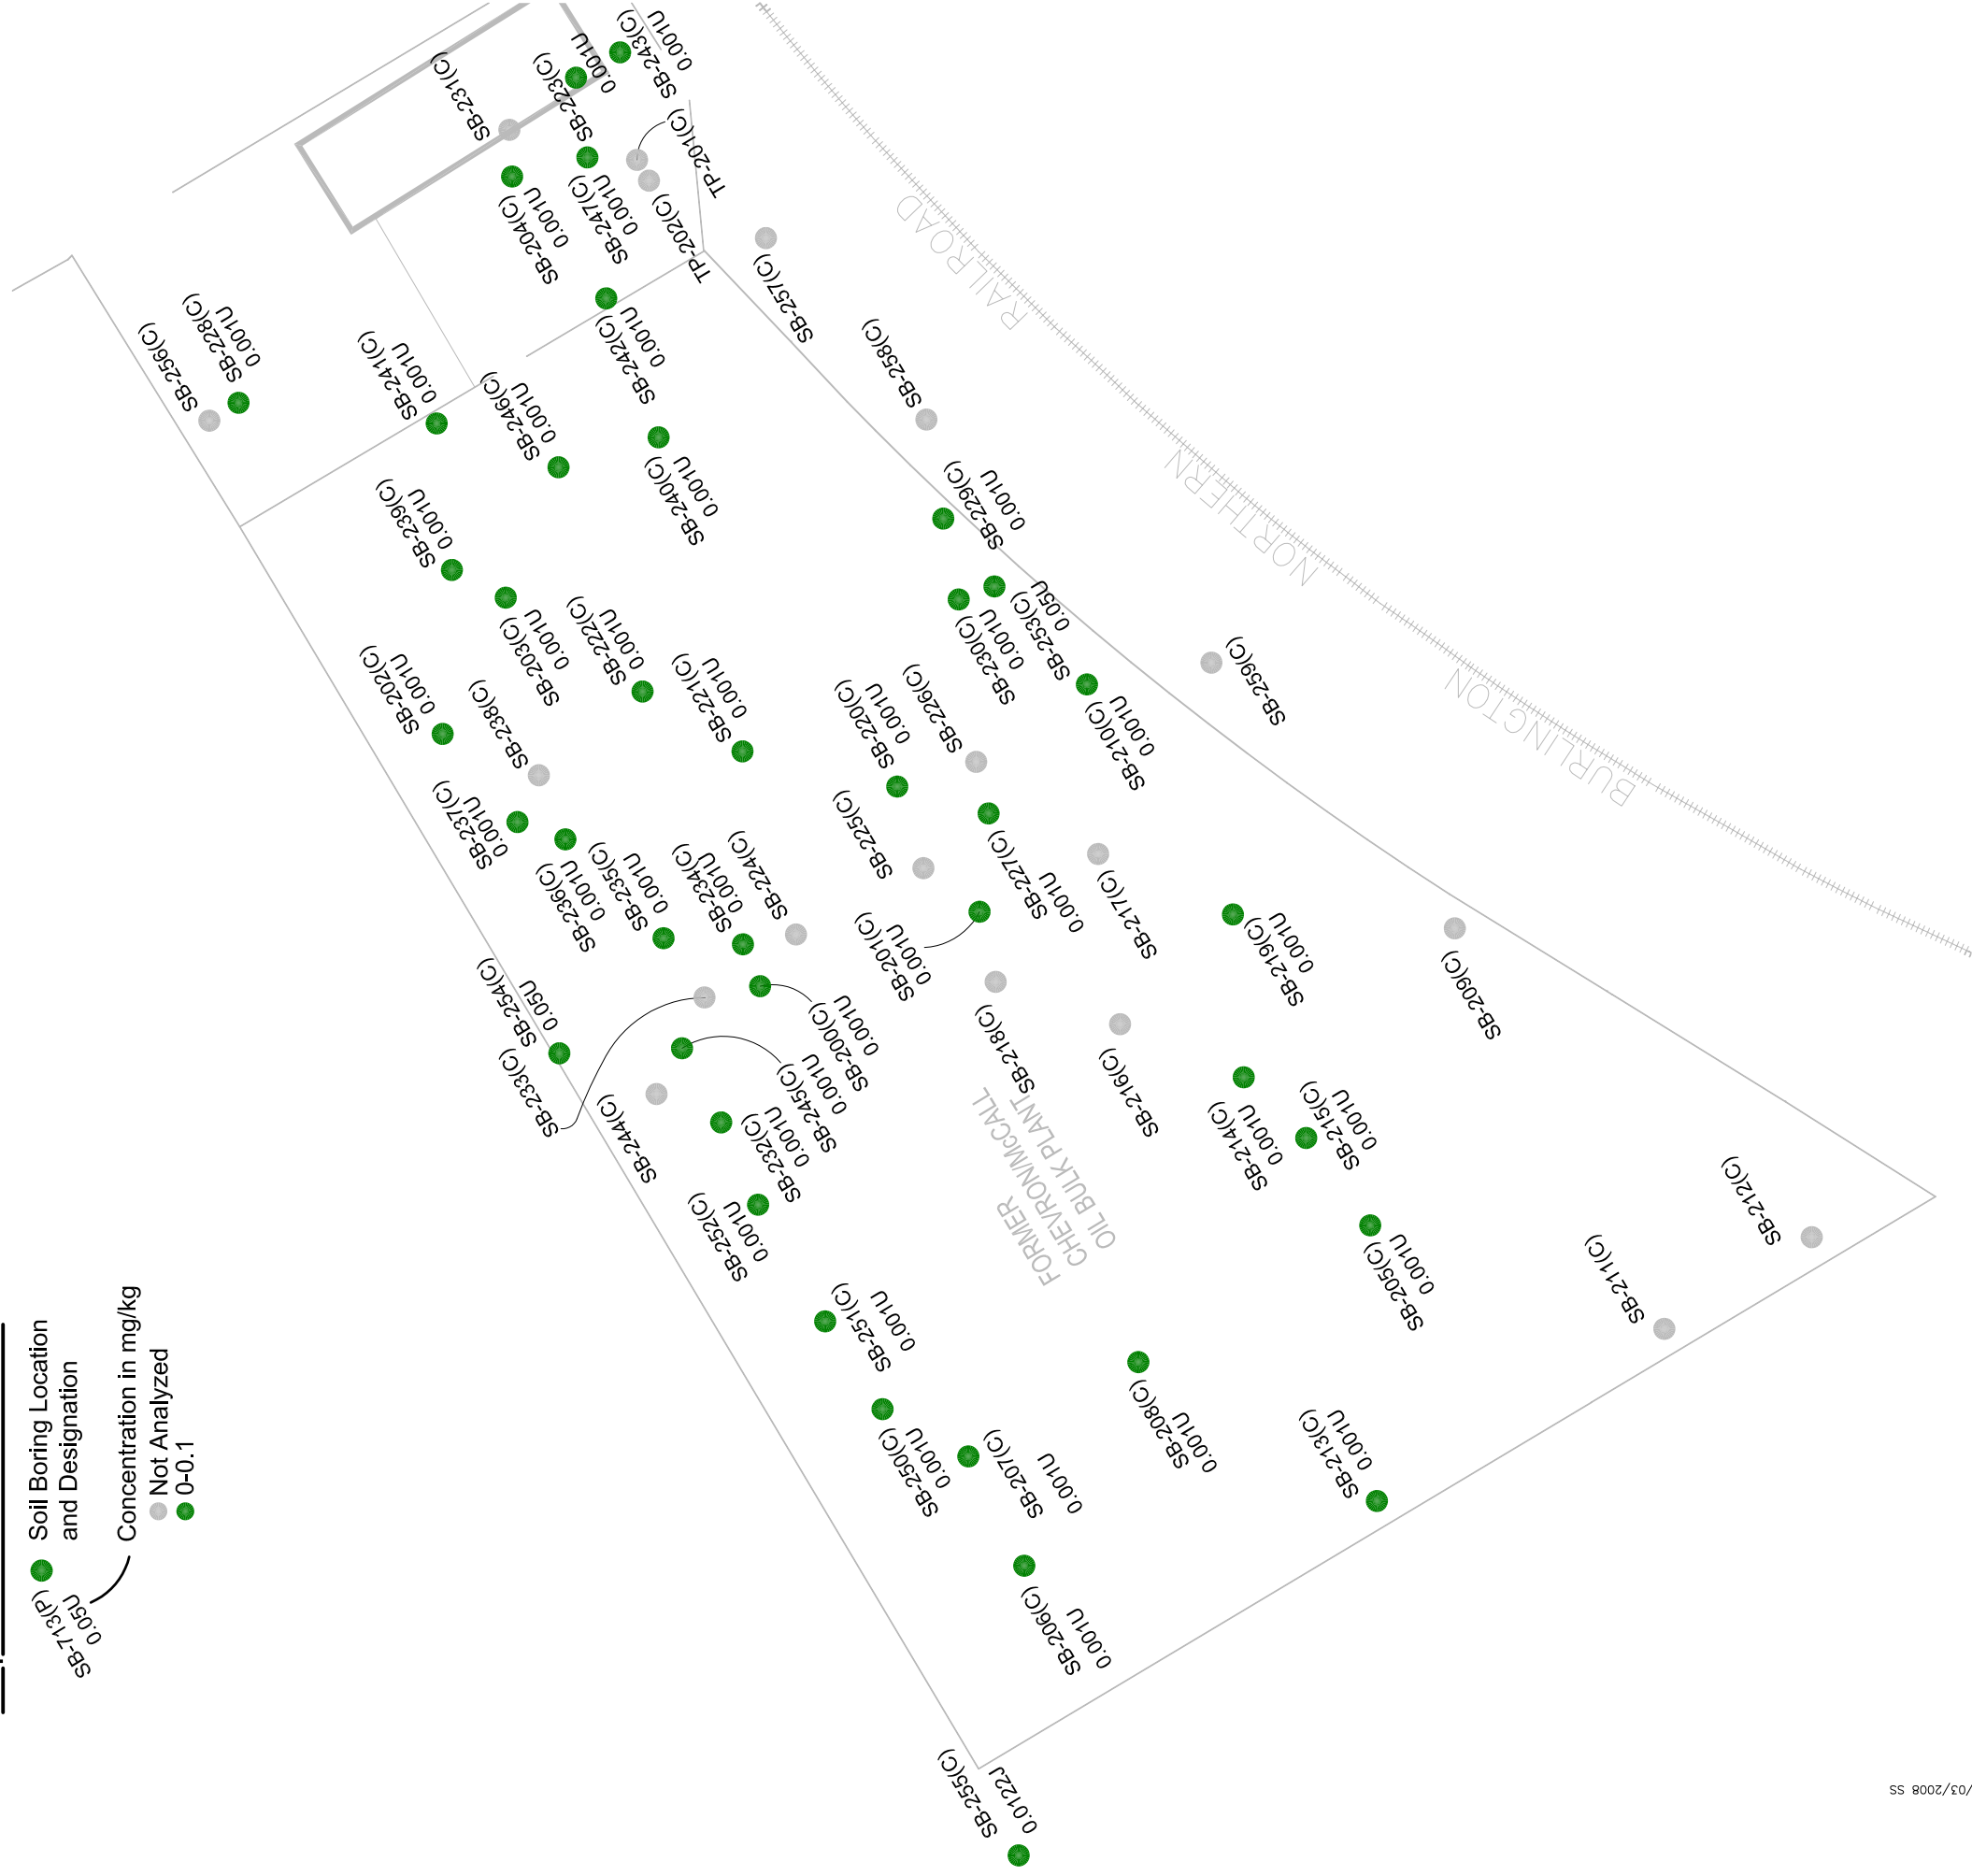 Soil Boring Location
and Designation
SB-713(P)
0.05U
Concentration in mg/kg
Not Analyzed
0-0.1
SB-231(C)
SB-223(C)
0.001U
SB-243(C)
0.001U
TP-201(C)
TP-202(C)
SB-247(C)
0.001U
SB-204(C)
0.001U
SB-257(C)
SB-258(C)
SB-256(C)
SB-228(C)
0.001U
SB-241(C)
0.001U
SB-246(C)
0.001U
SB-242(C)
0.001U
SB-240(C)
0.001U
SB-239(C)
0.001U
SB-203(C)
0.001U
SB-222(C)
0.001U
SB-221(C)
0.001U
SB-202(C)
0.001U
SB-238(C)
SB-237(C)
0.001U
SB-236(C)
0.001U
SB-235(C)
0.001U
SB-234(C)
0.001U
SB-224(C)
SB-229(C)
0.001U
SB-253(C)
0.05U
SB-230(C)
0.001U
SB-210(C)
0.001U
SB-226(C)
SB-220(C)
0.001U
SB-225(C)
SB-227(C)
0.001U
SB-201(C)
0.001U
SB-217(C)
SB-259(C)
SB-219(C)
0.001U
SB-209(C)
SB-218(C)
SB-216(C)
SB-254(C)
0.05U
SB-233(C)
SB-200(C)
0.001U
SB-245(C)
0.001U
SB-244(C)
SB-232(C)
0.001U
SB-252(C)
0.001U
SB-214(C)
0.001U
SB-215(C)
0.001U
SB-205(C)
0.001U
SB-212(C)
SB-211(C)
SB-251(C)
0.001U
SB-250(C)
0.001U
SB-207(C)
0.001U
SB-208(C)
0.001U
SB-213(C)
0.001U
SB-206(C)
0.001U
SB-255(C)
0.0122J
FORMER
CHEVRON/McCALL
OIL BULK PLANT
BURLINGTON
NORTHERN
RAILROAD
/03/2008 SS